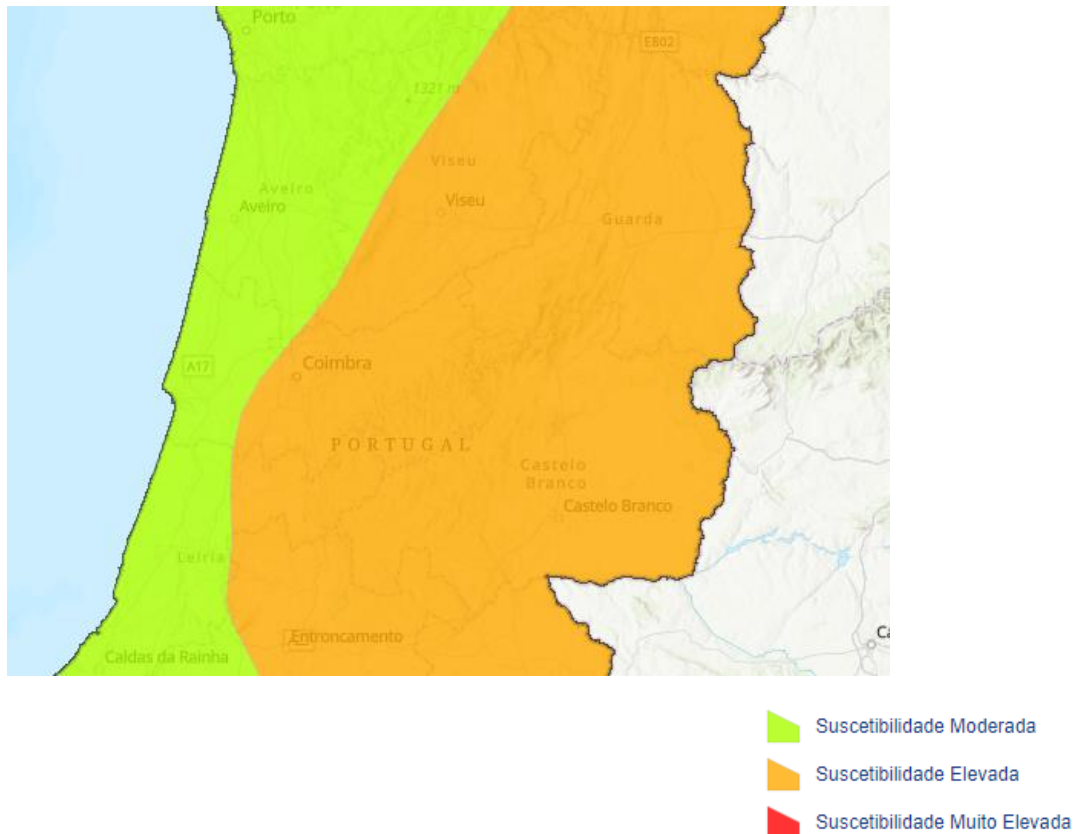 Porto
E802
1321 m
Viseu
Aveiro
Viseu
Aveiro
Guarda
Coimbra
A17
PORTUGAL
Castelo
Branco
Castelo Branco
Leiria
Entroncamento
Caldas da Rainha
Suscetibilidade Moderada
Suscetibilidade Elevada
Suscetibilidade Muito Elevada